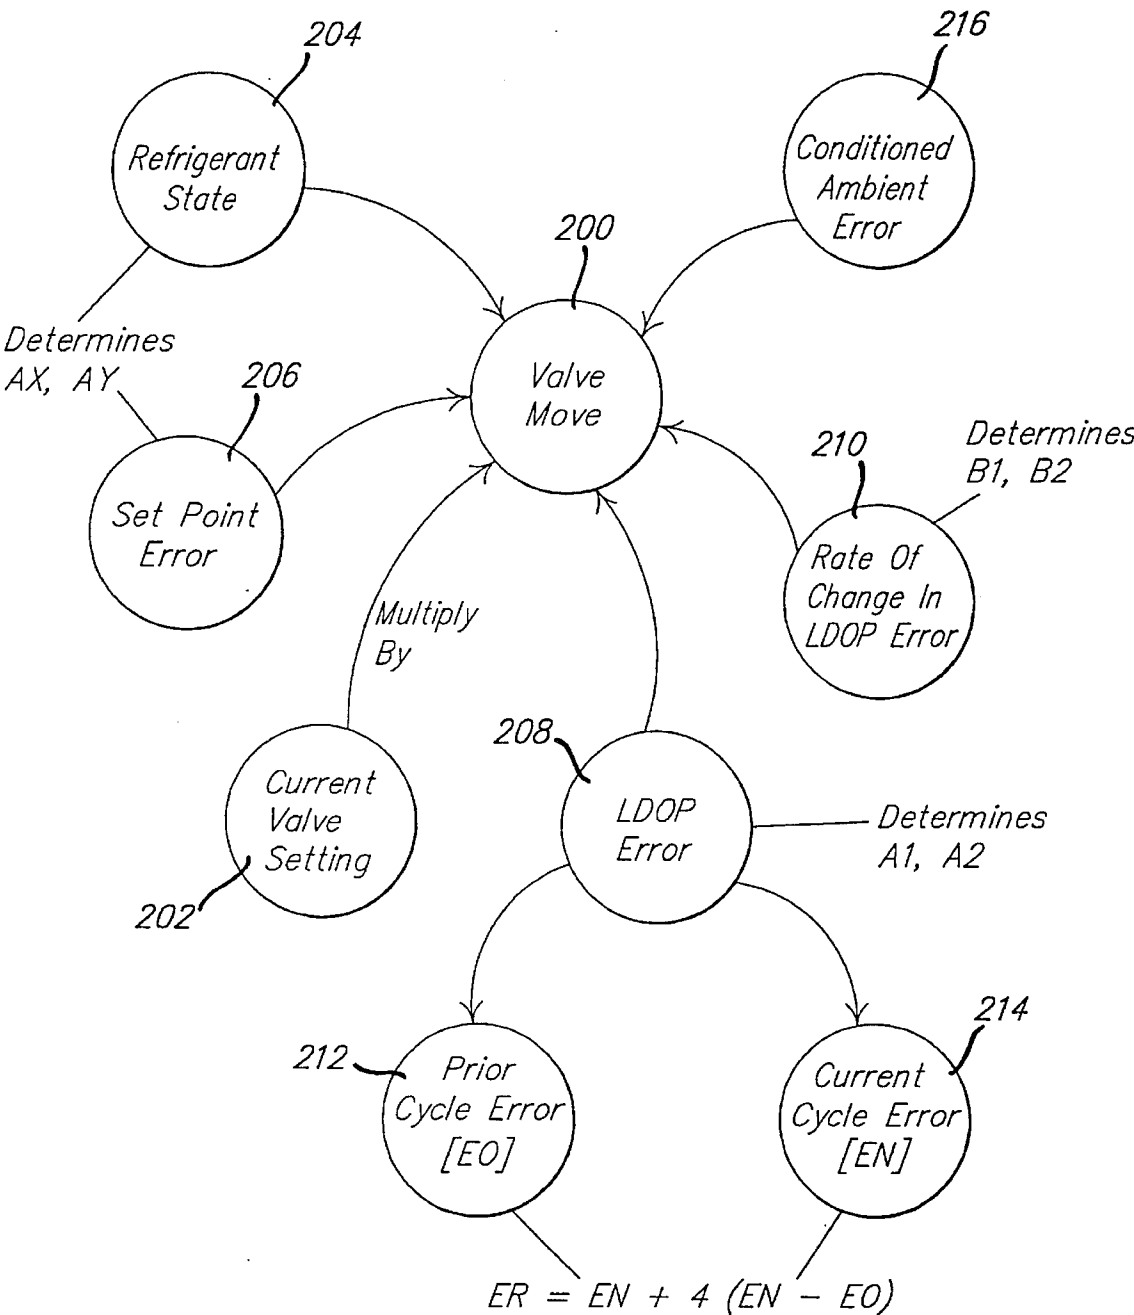 204
216
Refrigerant
State
Conditioned
Ambient
Error
200
Determines
AX, AY
206
Valve
Move
210
Determines
B1, B2
Set Point
Error
Rate Of
Change In
LDOP Error
Multiply
By
208
Current
Valve
Setting
202
LDOP
Error
Determines
A1, A2
212
214
Prior
Cycle Error
[EO]
Current
Cycle Error
[EN]
ER = EN + 4 (EN - EO)